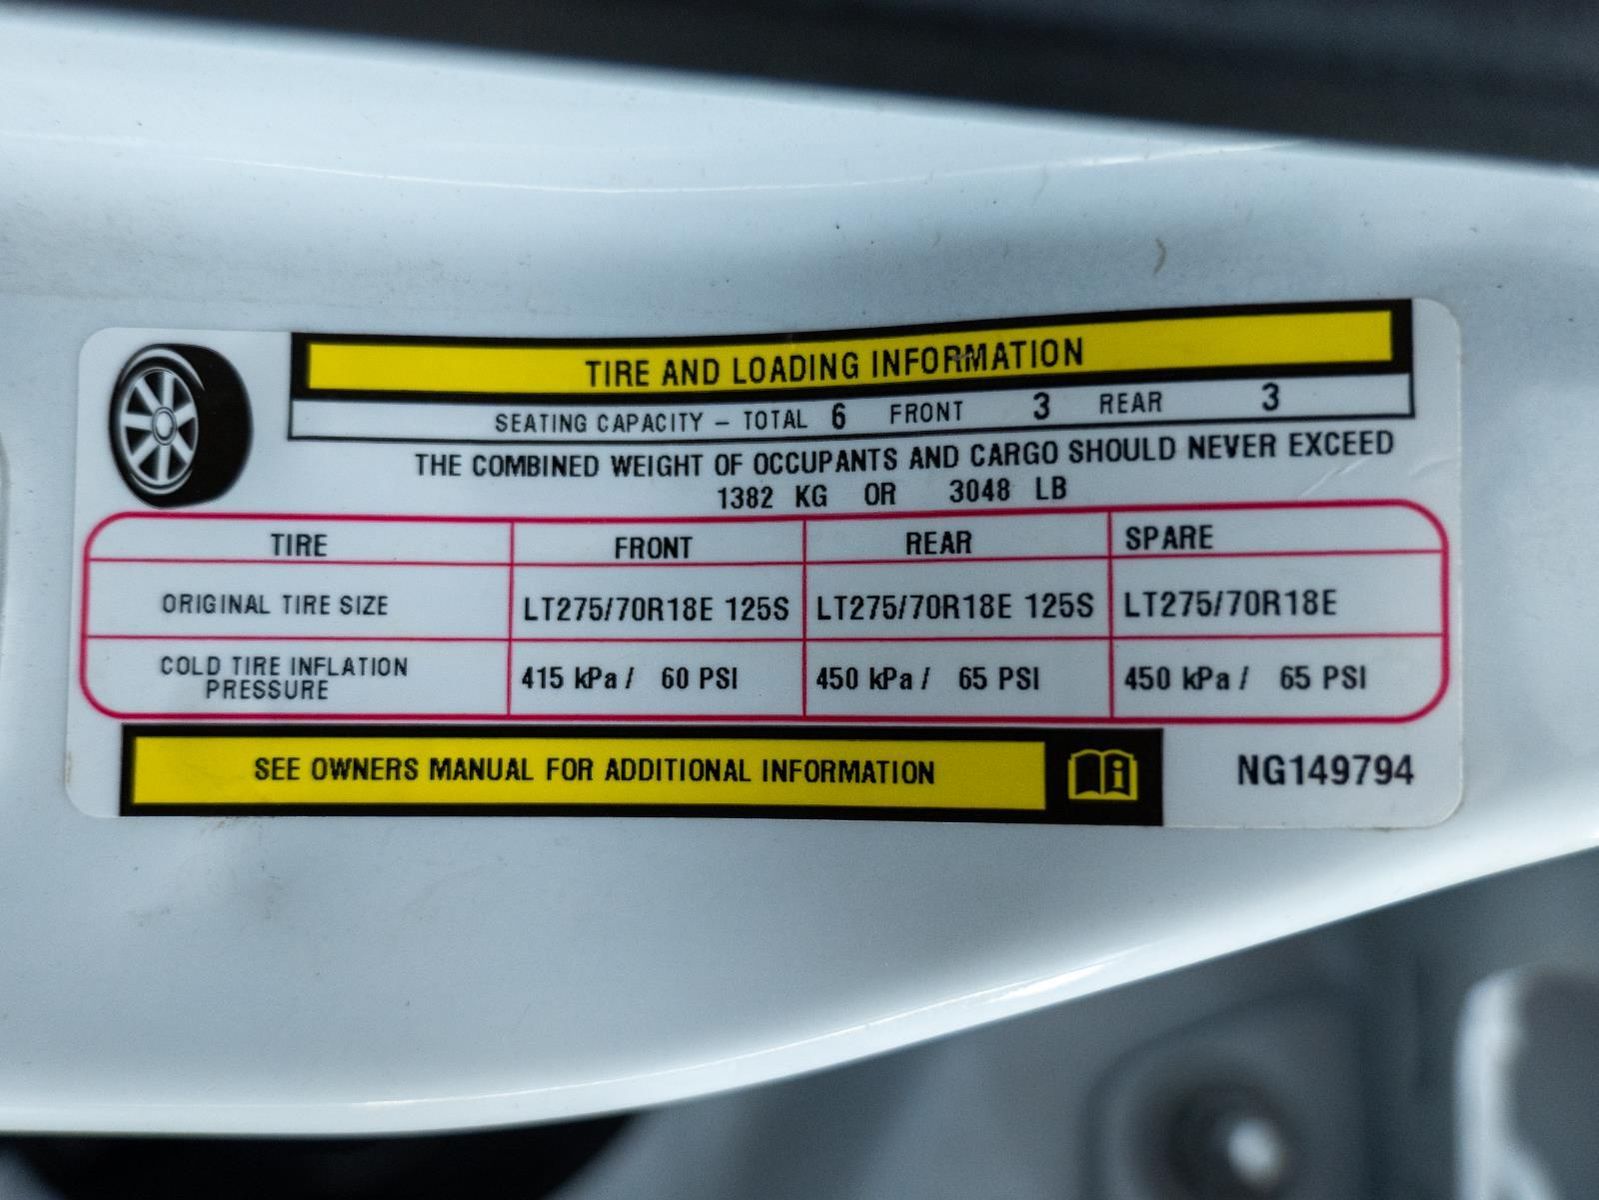 TIRE AND LOADING INFORMATION
SEATING CAPACITY – TOTAL 6 FRONT 3 REAR 3
THE COMBINED WEIGHT OF OCCUPANTS AND CARGO SHOULD NEVER EXCEED
1382 KG OR 3048 LB
TIRE FRONT REAR SPARE
ORIGINAL TIRE SIZE LT275/70R18E 125S LT275/70R18E 125S LT275/70R18E
COLD TIRE INFLATION
PRESSURE 415 kPa / 60 PSI 450 kPa / 65 PSI 450 kPa / 65 PSI
SEE OWNERS MANUAL FOR ADDITIONAL INFORMATION i NG149794